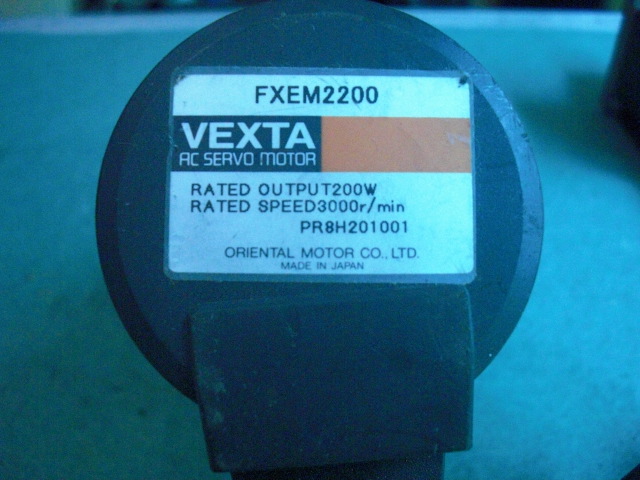 FXEM2200
VEXTA
AC SERVO MOTOR
RATED OUTPUT200W
RATED SPEED3000r/min
PR8H201001
ORIENTAL MOTOR CO., LTD.
MADE IN JAPAN